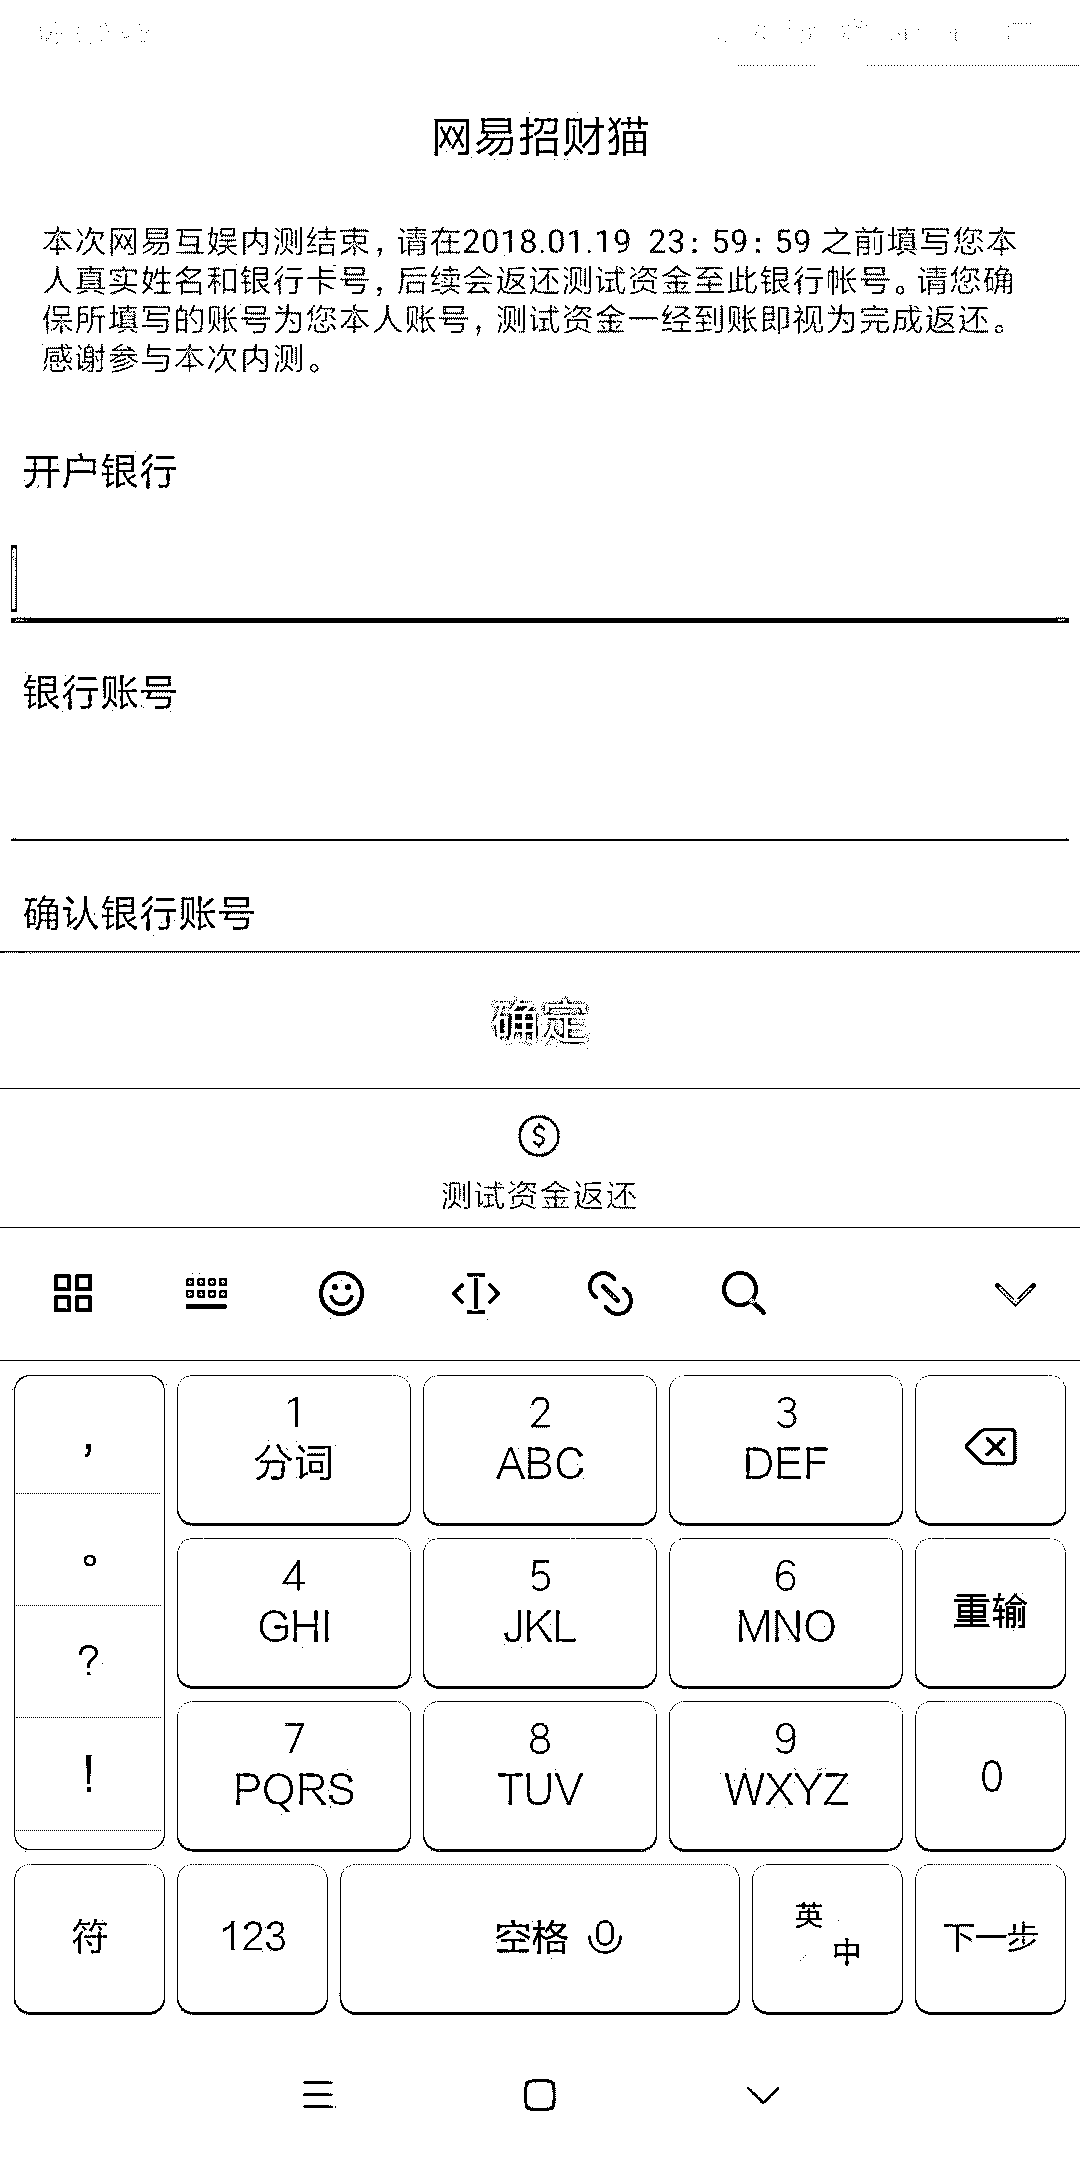 网易招财猫
本次网易互娱内测结束，请在2018.01.19 23：59：59 之前填写您本
人真实姓名和银行卡号，后续会返还测试资金至此银行帐号。请您确
保所填写的账号为您本人账号，测试资金一经到账即视为完成返还。
感谢参与本次内测。
开户银行
银行账号
确认银行账号
确定
测试资金返还
， 1 2 3
分词 ABC DEF
。 4 5 6
GHI JKL MNO 重输
？
！ 7 8 9
PQRS TUV WXYZ 0
符 123 空格 英 中 下一步